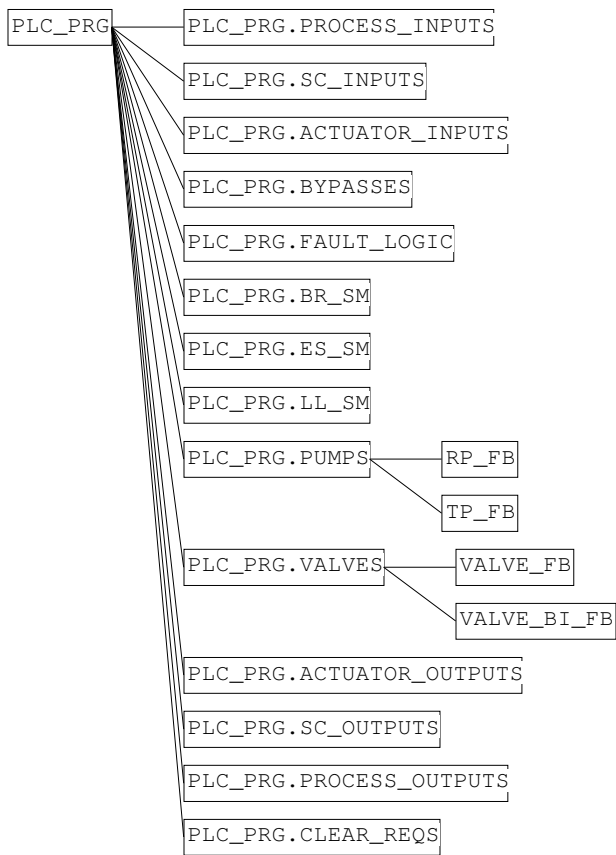 PLC_PRG
PLC_PRG.PROCESS_INPUTS
PLC_PRG.SC_INPUTS
PLC_PRG.ACTUATOR_INPUTS
PLC_PRG.BYPASSES
PLC_PRG.FAULT_LOGIC
PLC_PRG.BR_SM
PLC_PRG.ES_SM
PLC_PRG.LL_SM
PLC_PRG.PUMPS
RP_FB
TP_FB
PLC_PRG.VALVES
VALVE_FB
VALVE_BI_FB
PLC_PRG.ACTUATOR_OUTPUTS
PLC_PRG.SC_OUTPUTS
PLC_PRG.PROCESS_OUTPUTS
PLC_PRG.CLEAR_REQS